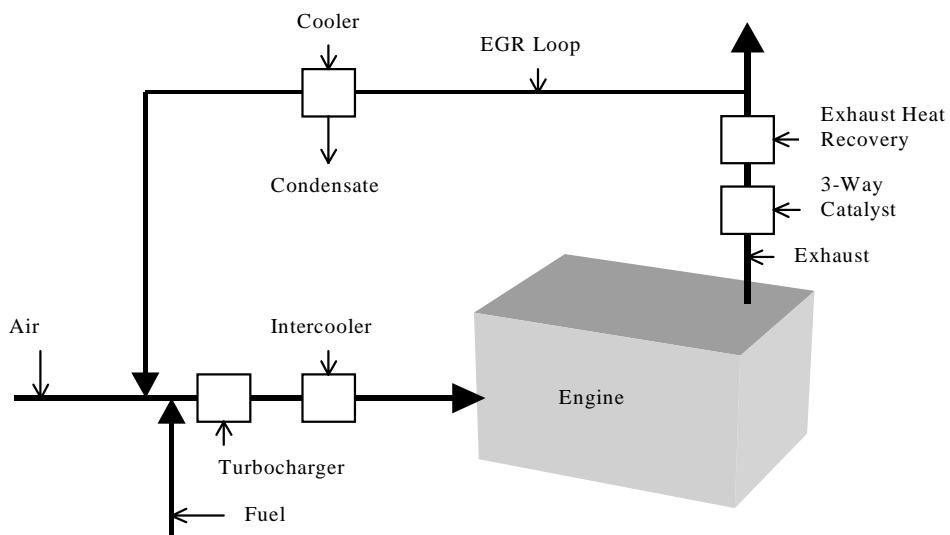 Cooler
EGR Loop
Exhaust Heat
Recovery
Condensate
3-Way
Catalyst
Exhaust
Air
Intercooler
Engine
Turbocharger
Fuel